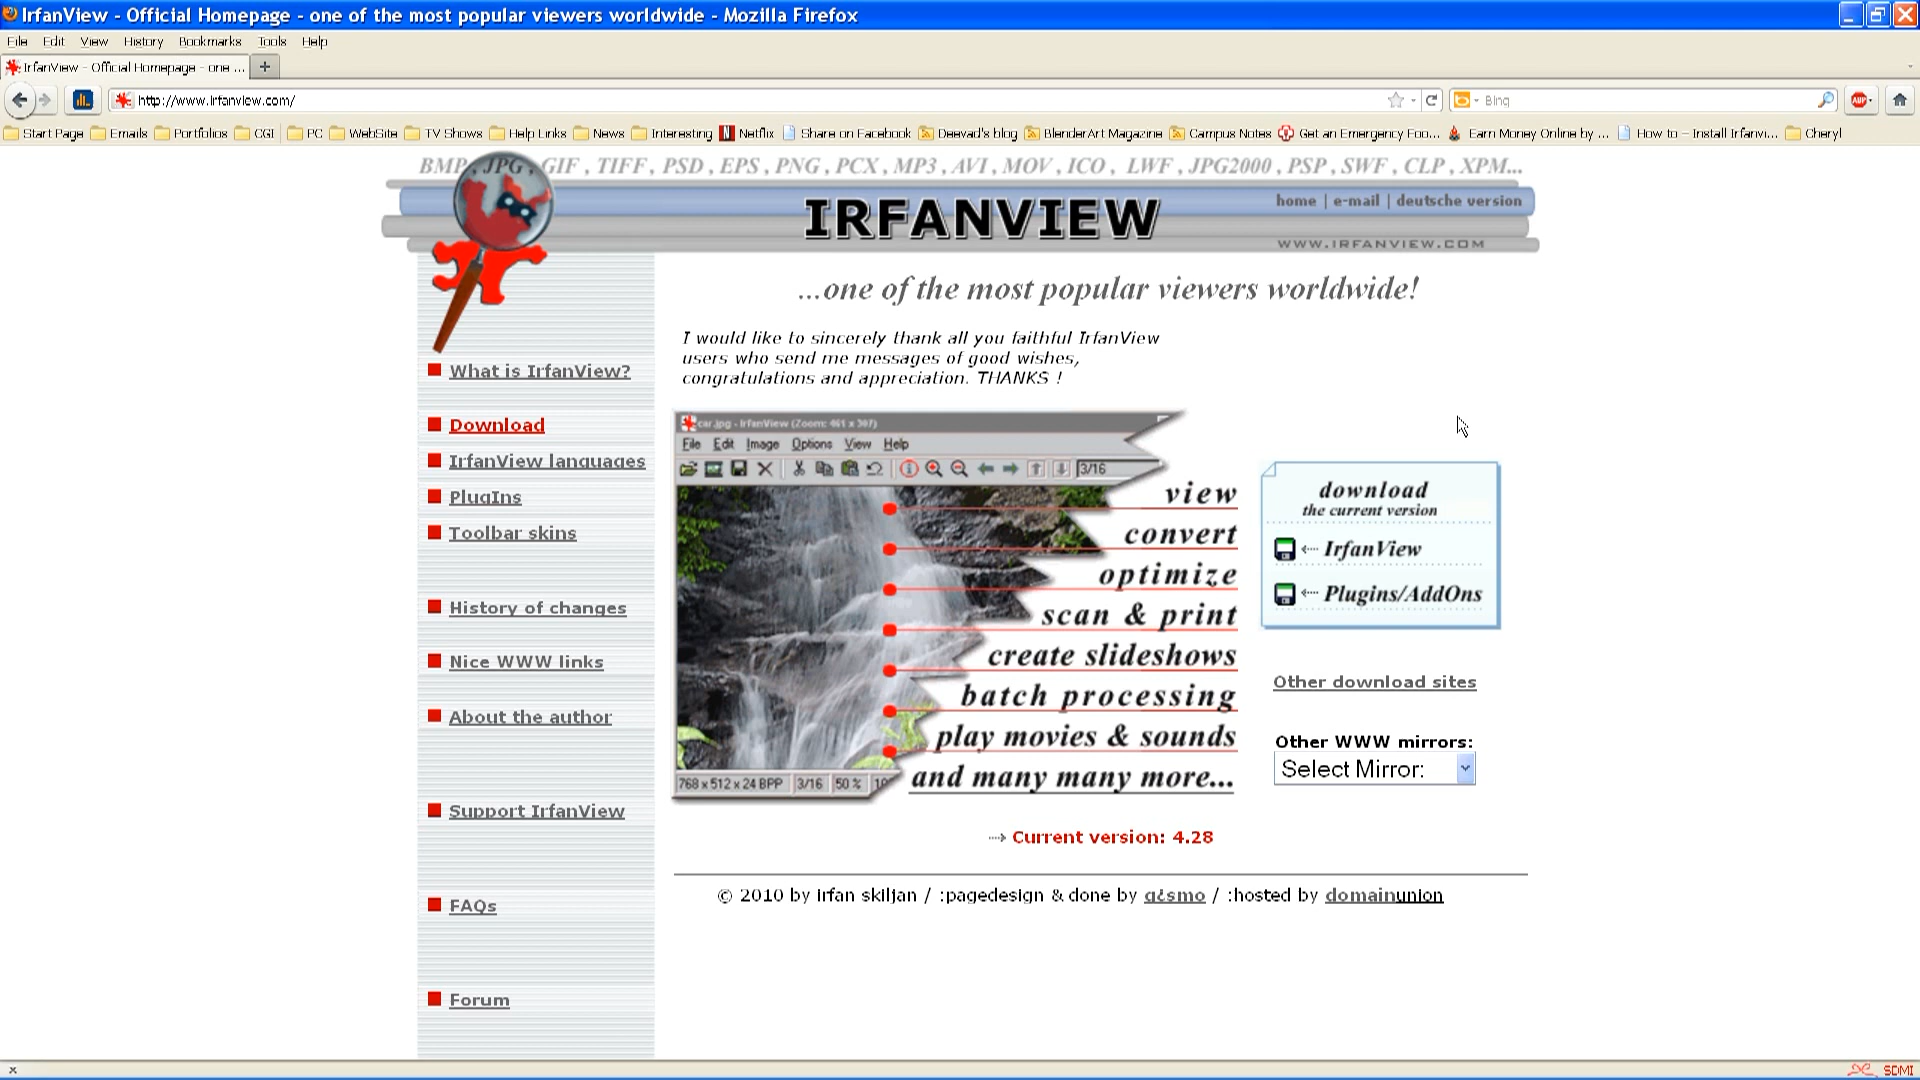 IrfanView - Official Homepage - one of the most popular viewers worldwide - Mozilla Firefox
File Edit View History Bookmarks Tools Help
IrfanView - Official Homepage - one ...
http://www.irfanview.com/
Bing
Start Page Emails Portfolios CGI PC WebSite TV Shows Help Links News Interesting Netflix Share on Facebook Deevad's blog BlenderArt Magazine Campus Notes Get an Emergency Foo... Earn Money Online by ... How to - Install Irfanvi... Cheryl
BMP, JPG, GIF, TIFF, PSD, EPS, PNG, PCX, MP3, AVI, MOV, ICO, LWF, JPG2000, PSP, SWF, CLP, XPM...
IRFANVIEW
home | e-mail | deutsche version
WWW.IRFANVIEW.COM
...one of the most popular viewers worldwide!
I would like to sincerely thank all you faithful IrfanView
users who send me messages of good wishes,
congratulations and appreciation. THANKS !
What is IrfanView?
Download
IrfanView languages
PlugIns
Toolbar skins
History of changes
Nice WWW links
About the author
Support IrfanView
FAQs
Forum
car.jpg - IrfanView (Zoom: 461 x 307)
File Edit Image Options View Help
3/16
view
convert
optimize
scan & print
create slideshows
batch processing
play movies & sounds
and many many more...
768 x 512 x 24 BPP 3/16 50 %
download
the current version
IrfanView
Plugins/AddOns
Other download sites
Other WWW mirrors:
Select Mirror:
Current version: 4.28
© 2010 by irfan skiljan / :pagedesign & done by / :hosted by domainunion
ABP
SDMI